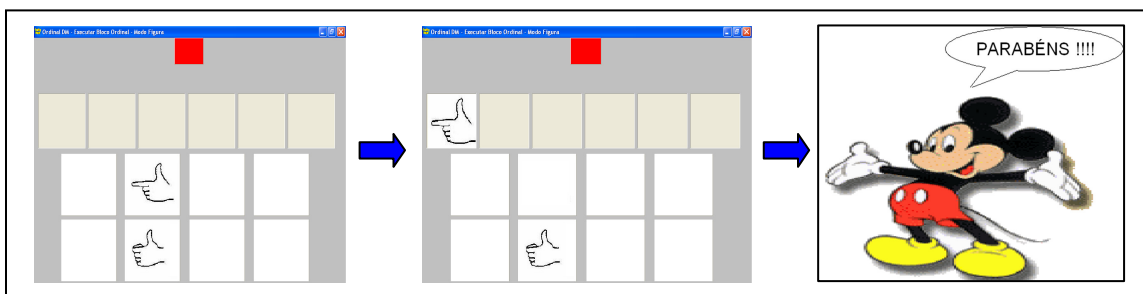 Ordinal DM - Executar Bloco Ordinal - Modo Figura
Ordinal DM - Executar Bloco Ordinal - Modo Figura
PARABÉNS !!!!